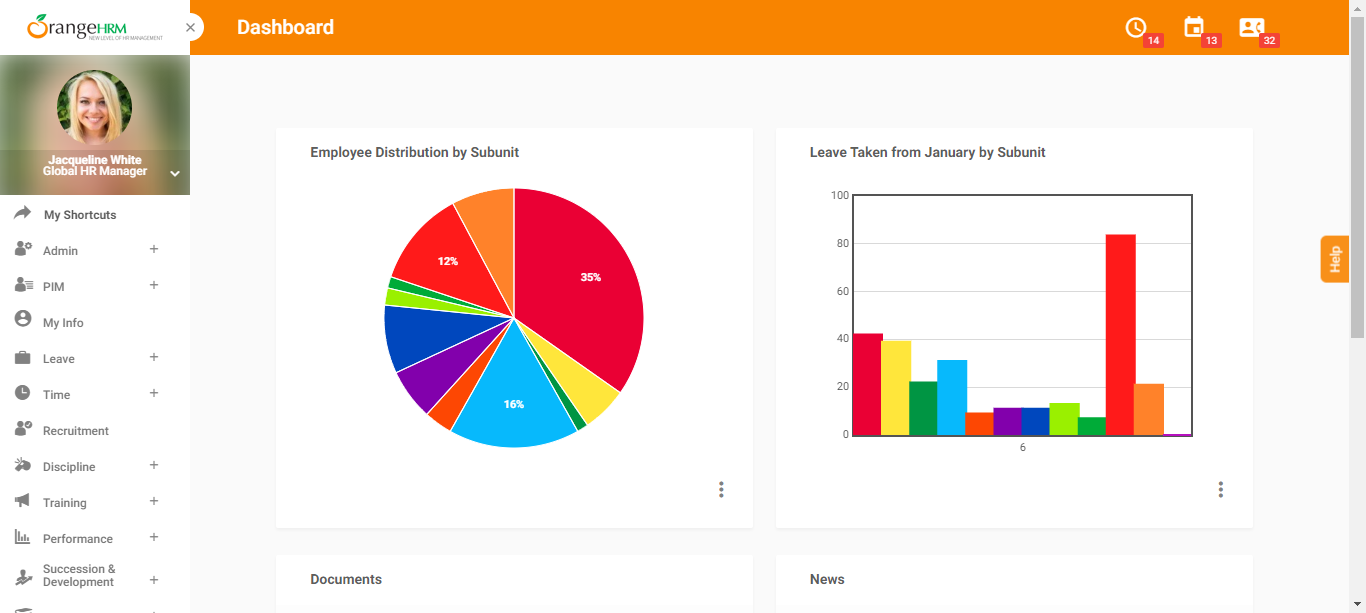 OrangeHRM
NEW LEVEL OF HR MANAGEMENT
Dashboard
14
13
32
Jacqueline White
Global HR Manager
My Shortcuts
Admin
PIM
My Info
Leave
Time
Recruitment
Discipline
Training
Performance
Succession &
Development
Employee Distribution by Subunit
35%
12%
16%
Leave Taken from January by Subunit
100
80
60
40
20
0
6
Help
Documents
News